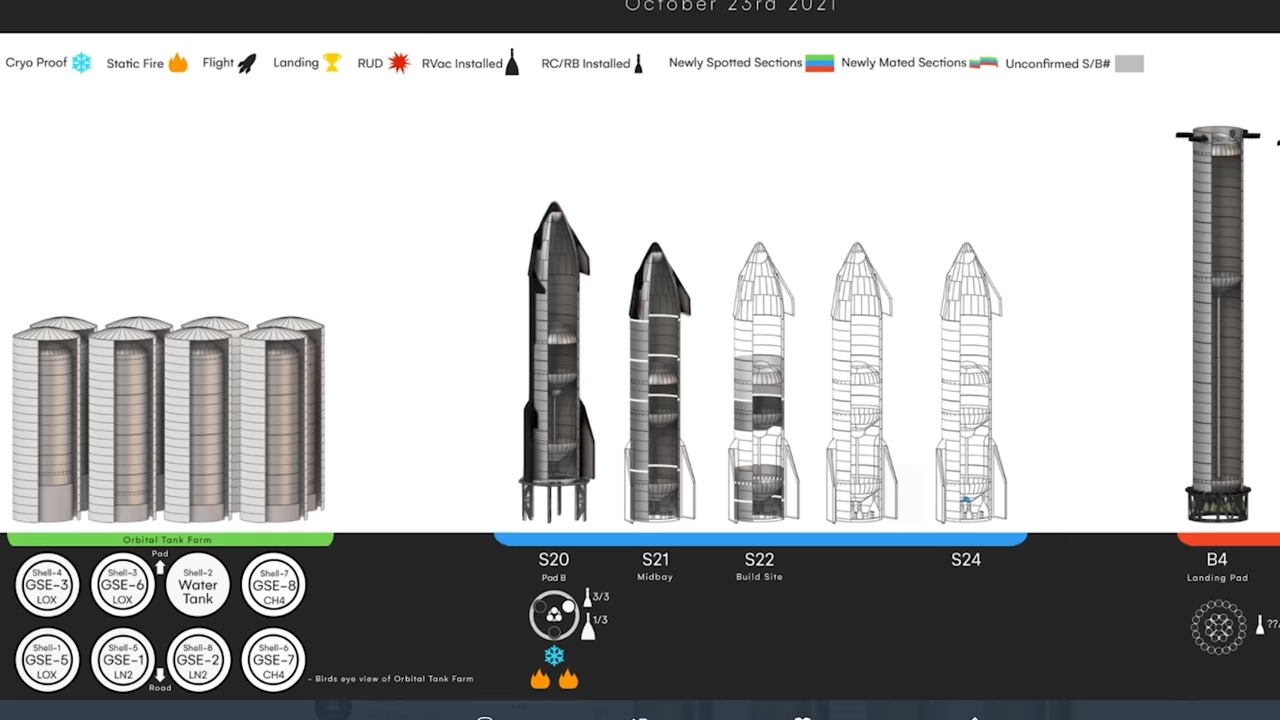 October 23rd 2021
Cryo Proof Static Fire Flight Landing RUD RVac Installed RC/RB Installed Newly Spotted Sections Newly Mated Sections Unconfirmed S/B#
Orbital Tank Farm
Pad
Shell-4
GSE-3
LOX
Shell-3
GSE-6
LOX
Shell-2
Water
Tank
Shell-7
GSE-8
CH4
Shell-1
GSE-5
LOX
Shell-5
GSE-1
LN2
Shell-8
GSE-2
LN2
Shell-6
GSE-7
CH4
Road
- Birds eye view of Orbital Tank Farm
S20
Pad B
3/3
1/3
S21
Midbay
S22
Build Site
S24
B4
Landing Pad
??/